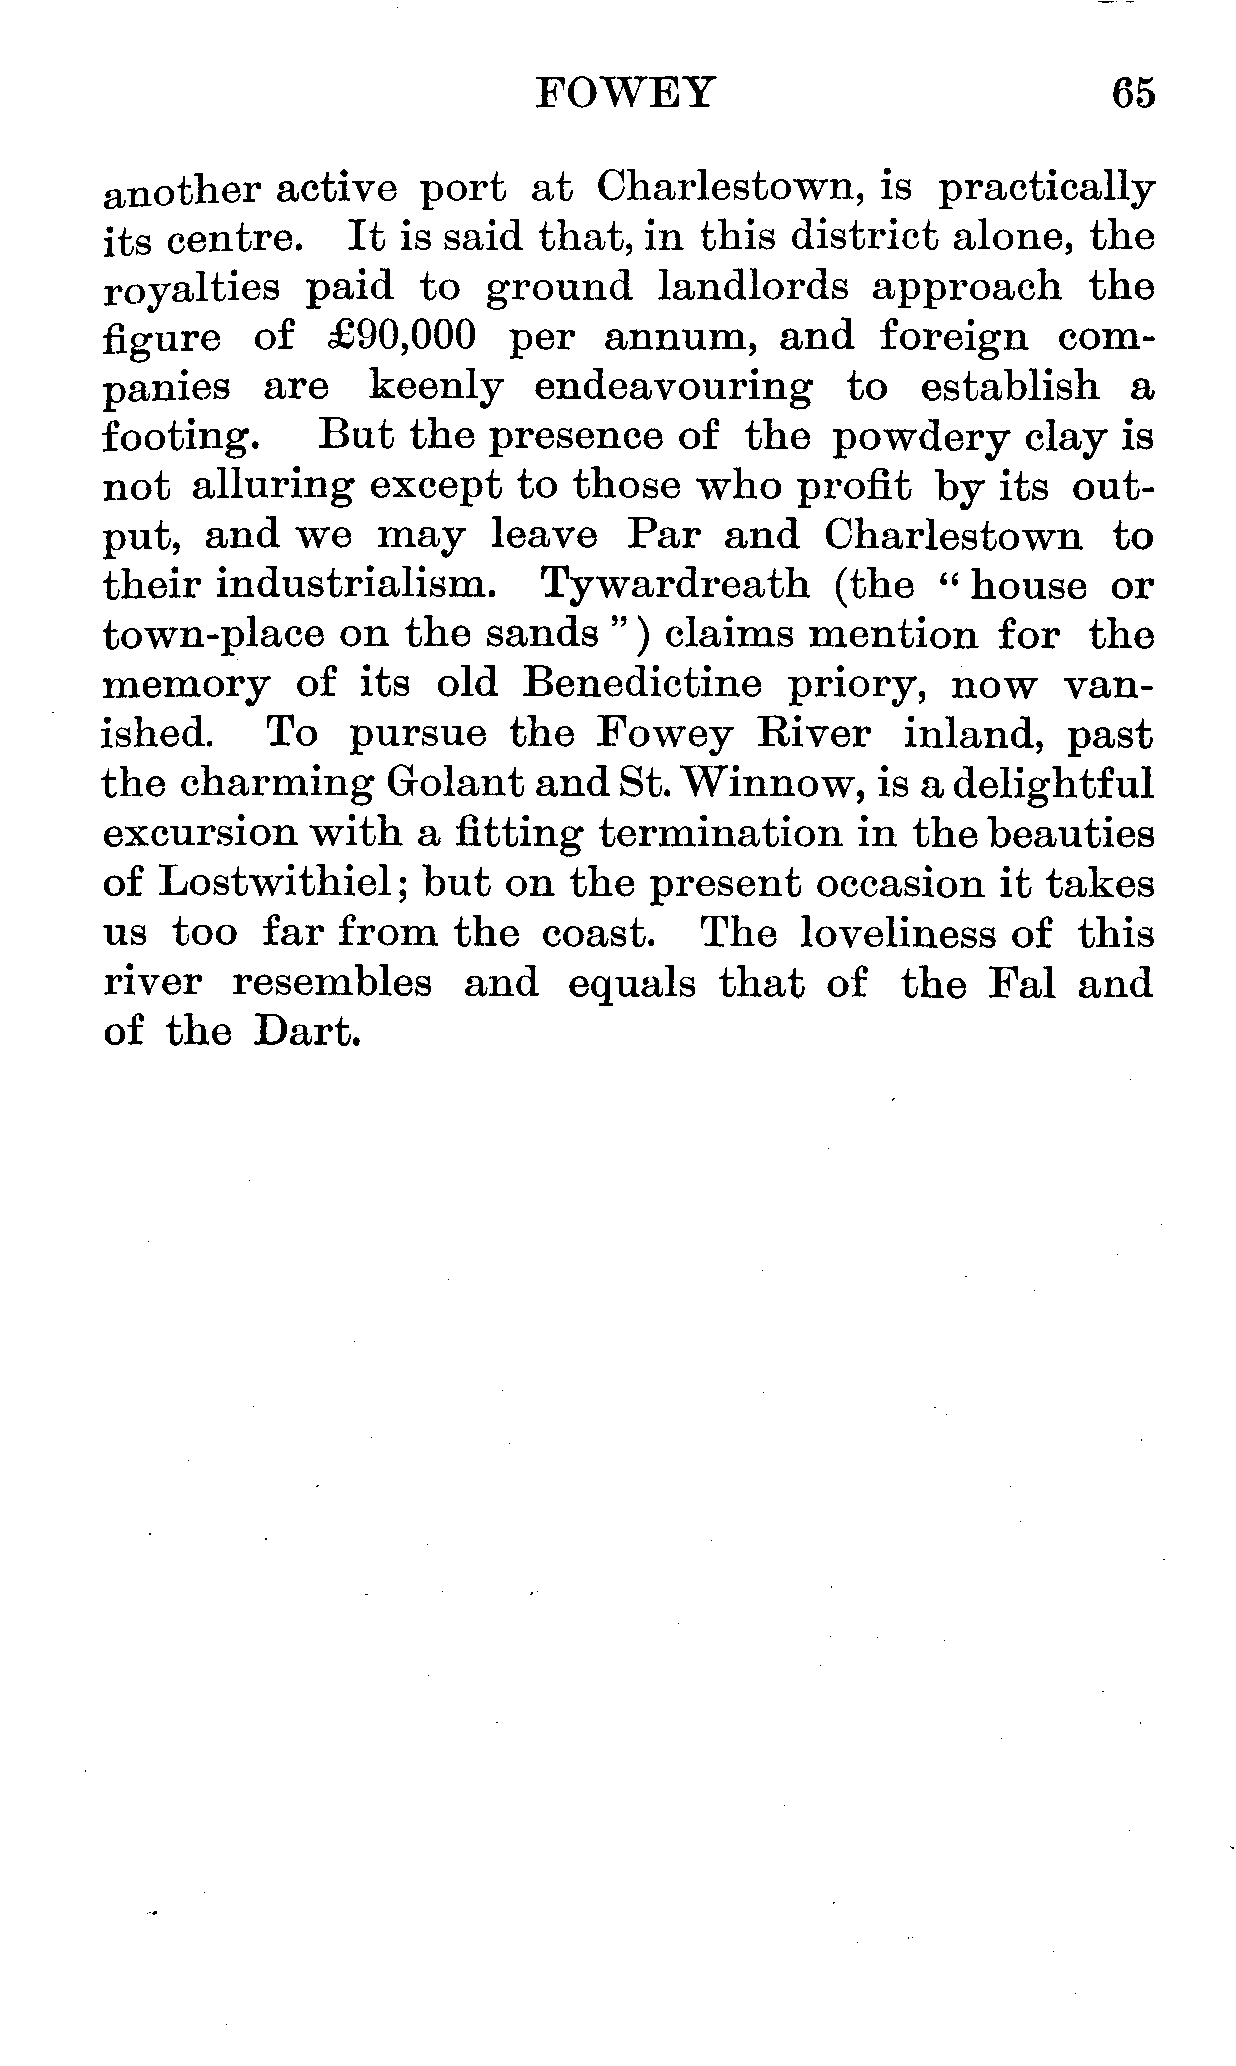 FOWEY 65
another active port at Charlestown, is practically
its centre. It is said that, in this district alone, the
royalties paid to ground landlords approach the
figure of £90,000 per annum, and foreign com-
panies are keenly endeavouring to establish a
footing. But the presence of the powdery clay is
not alluring except to those who profit by its out-
put, and we may leave Par and Charlestown to
their industrialism. Tywardreath (the “ house or
town-place on the sands ”) claims mention for the
memory of its old Benedictine priory, now van-
ished. To pursue the Fowey River inland, past
the charming Golant and St. Winnow, is a delightful
excursion with a fitting termination in the beauties
of Lostwithiel; but on the present occasion it takes
us too far from the coast. The loveliness of this
river resembles and equals that of the Fal and
of the Dart.